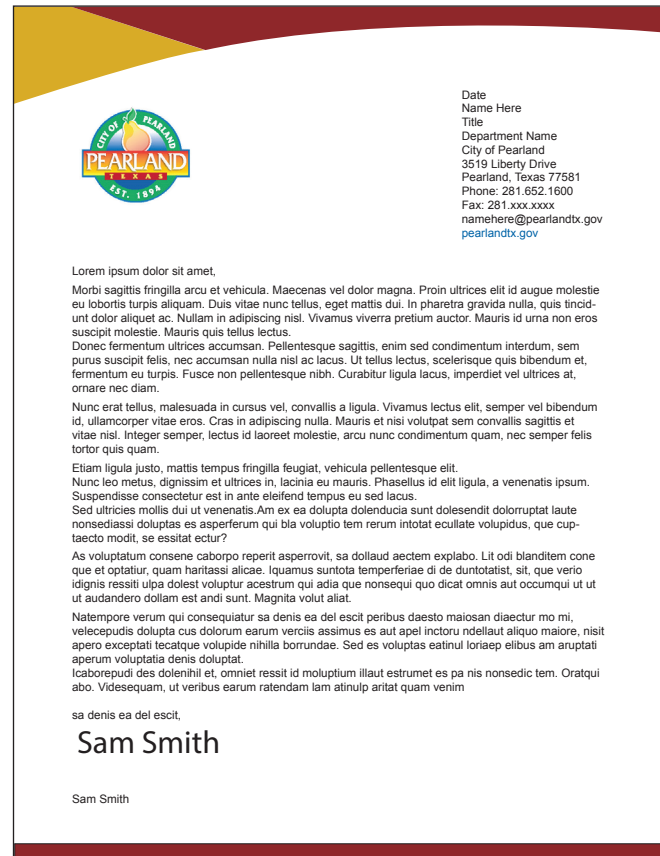 CITY OF PEARLAND
PEARLAND
TEXAS
EST. 1894
Date
Name Here
Title
Department Name
City of Pearland
3519 Liberty Drive
Pearland, Texas 77581
Phone: 281.652.1600
Fax: 281.xxx.xxxx
namehere@pearlandtx.gov
pearlandtx.gov
Lorem ipsum dolor sit amet,
Morbi sagittis fringilla arcu et vehicula. Maecenas vel dolor magna. Proin ultrices elit id augue molestie
eu lobortis turpis aliquam. Duis vitae nunc tellus, eget mattis dui. In pharetra gravida nulla, quis tincid-
unt dolor aliquet ac. Nullam in adipiscing nisl. Vivamus viverra pretium auctor. Mauris id urna non eros
suscipit molestie. Mauris quis tellus lectus.
Donec fermentum ultrices accumsan. Pellentesque sagittis, enim sed condimentum interdum, sem
purus suscipit felis, nec accumsan nulla nisl ac lacus. Ut tellus lectus, scelerisque quis bibendum et,
fermentum eu turpis. Fusce non pellentesque nibh. Curabitur ligula lacus, imperdiet vel ultrices at,
ornare nec diam.
Nunc erat tellus, malesuada in cursus vel, convallis a ligula. Vivamus lectus elit, semper vel bibendum
id, ullamcorper vitae eros. Cras in adipiscing nulla. Mauris et nisi volutpat sem convallis sagittis et
vitae nisl. Integer semper, lectus id laoreet molestie, arcu nunc condimentum quam, nec semper felis
tortor quis quam.
Etiam ligula justo, mattis tempus fringilla feugiat, vehicula pellentesque elit.
Nunc leo metus, dignissim et ultrices in, lacinia eu mauris. Phasellus id elit ligula, a venenatis ipsum.
Suspendisse consectetur est in ante eleifend tempus eu sed lacus.
Sed ultricies mollis dui ut venenatis.Am ex ea dolupta dolenducia sunt dolesendit dolorruptat laute
nonsediassi doluptas es asperferum qui bla voluptio tem rerum intotat ecullate volupidus, que cup-
taecto modit, se essitat ectur?
As voluptatum consene caborpo reperit asperrovit, sa dollaud aectem explabo. Lit odi blanditem cone
que et optatiur, quam haritassi alicae. Iquamus suntota temperferiae di de duntotatist, sit, que verio
idignis ressiti ulpa dolest voluptur acestrum qui adia que nonsequi quo dicat omnis aut occumqui ut ut
ut audandero dollam est andi sunt. Magnita volut aliat.
Natempore verum qui consequiatur sa denis ea del escit peribus daesto maiosan diaectur mo mi,
velecepudis dolupta cus dolorum earum verciis assimus es aut apel inctoru ndellaut aliquo maiore, nisit
apero exceptati tecatque volupide nihilla borrundae. Sed es voluptas eatinul loriaep elibus am aruptati
aperum voluptatia denis doluptat.
Icaborepudi des dolenihil et, omniet ressit id moluptium illaut estrumet es pa nis nonsedic tem. Oratqui
abo. Videsequam, ut veribus earum ratendam lam atinulp aritat quam venim
sa denis ea del escit,
Sam Smith
Sam Smith